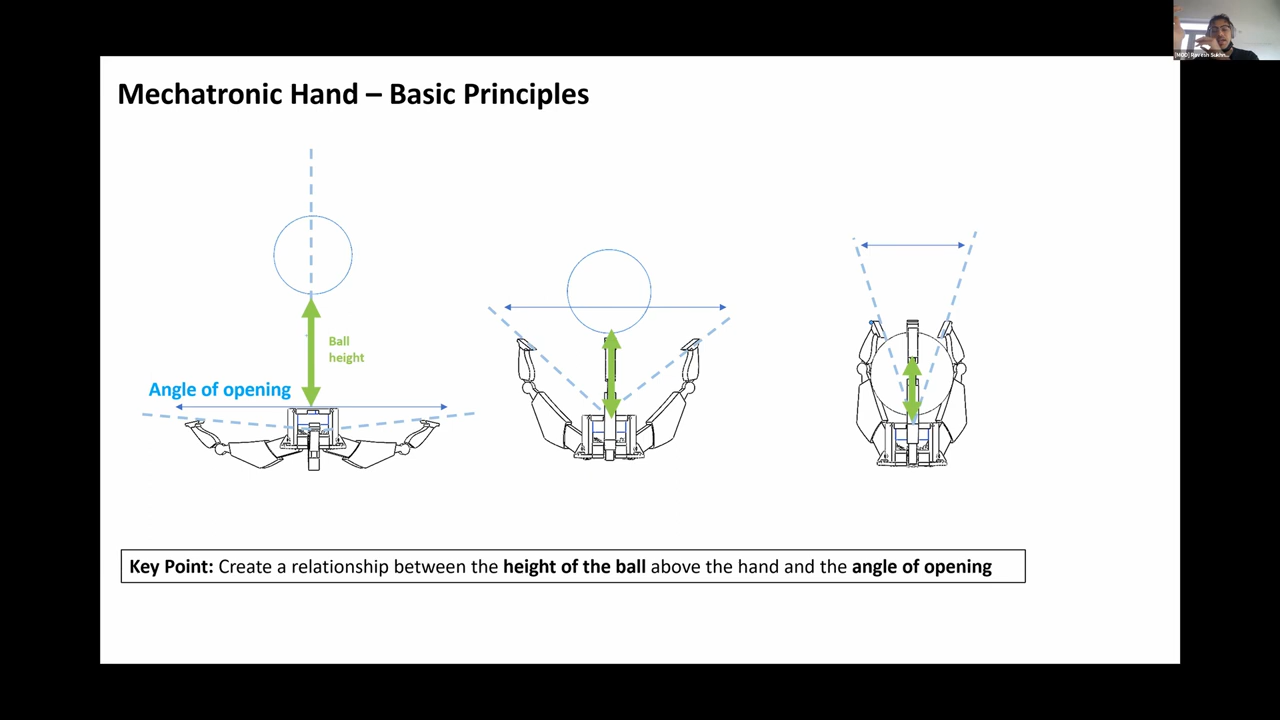 Mechatronic Hand – Basic Principles
Ball
height
Angle of opening
Key Point: Create a relationship between the height of the ball above the hand and the angle of opening